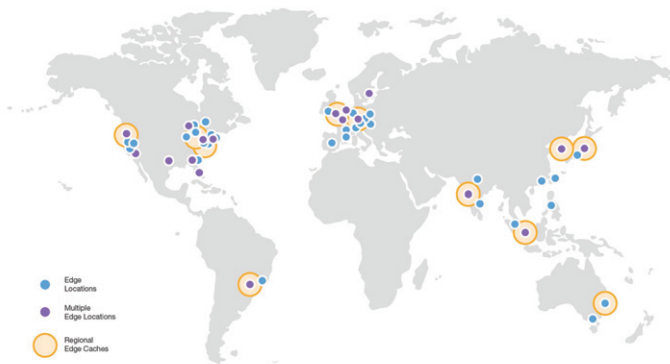 Edge
Locations
Multiple
Edge Locations
Regional
Edge Caches